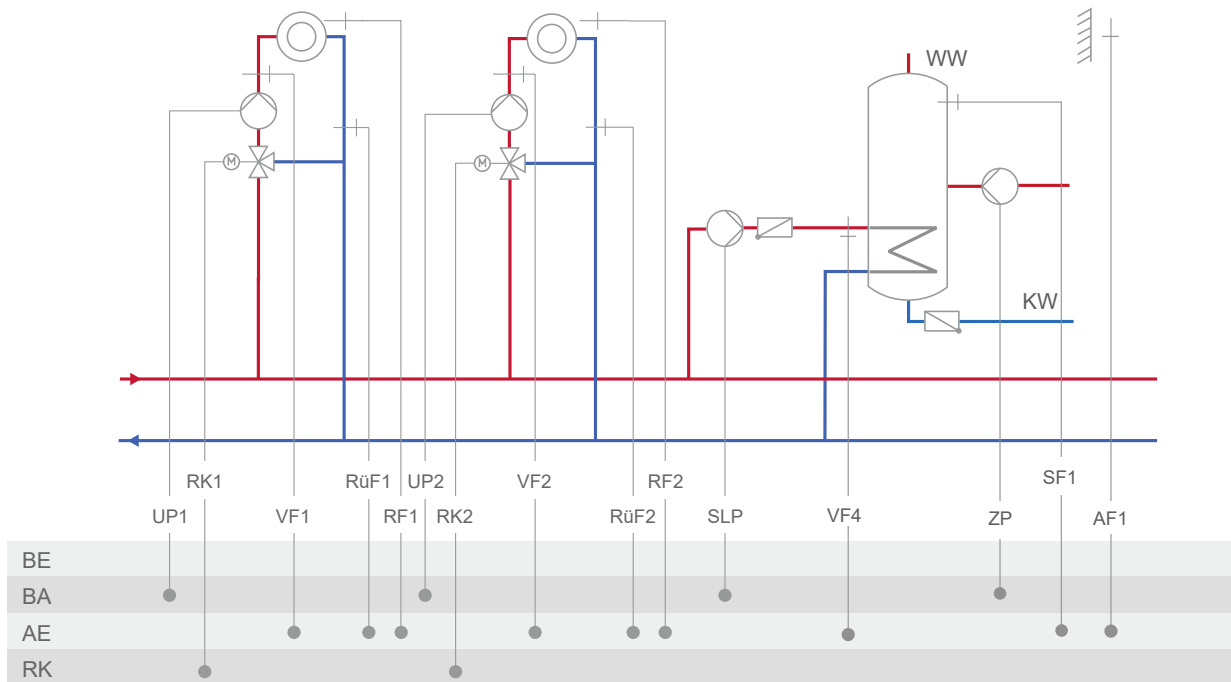 WW
M
M
KW
RK1 RüF1 UP2 VF2 RF2 SF1
UP1 VF1 RF1 RK2 RüF2 SLP VF4 ZP AF1
BE
BA
AE
RK